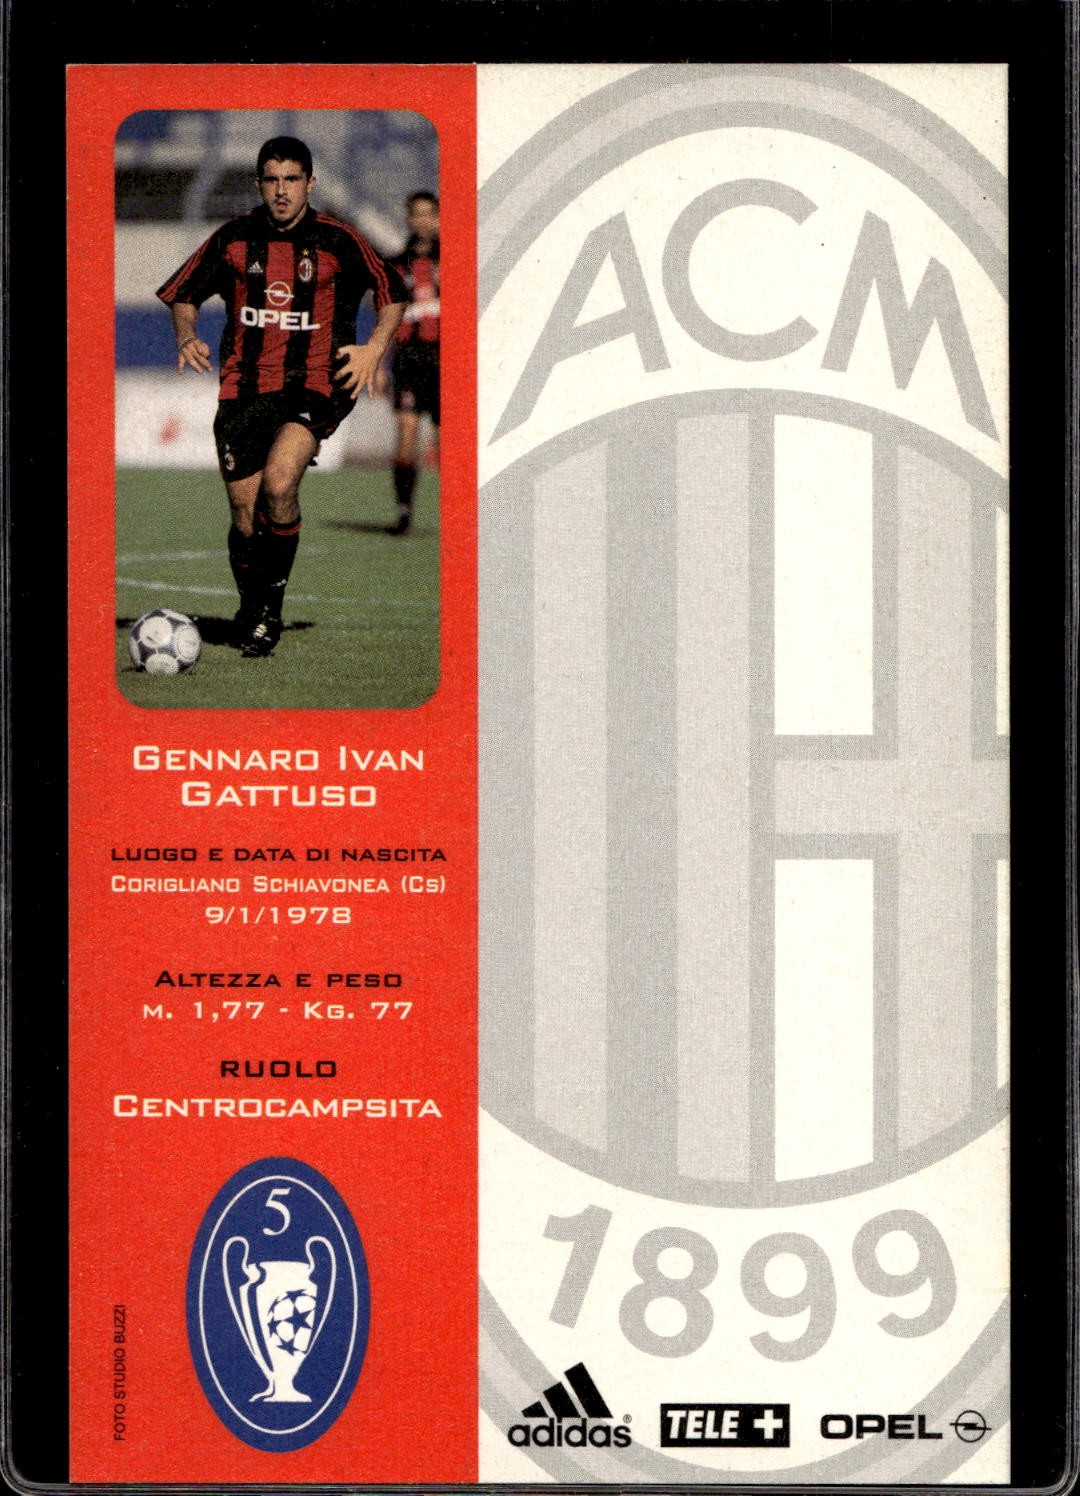 OPEL
GENNARO IVAN
GATTUSO
LUOGO E DATA DI NASCITA
CORIGLIANO SCHIAVONEA (CS)
9/1/1978
ALTEZZA E PESO
M. 1,77 - KG. 77
RUOLO
CENTROCAMPSITA
5
FOTO STUDIO BUZZI
ACM
1899
adidas®
TELE +
OPEL